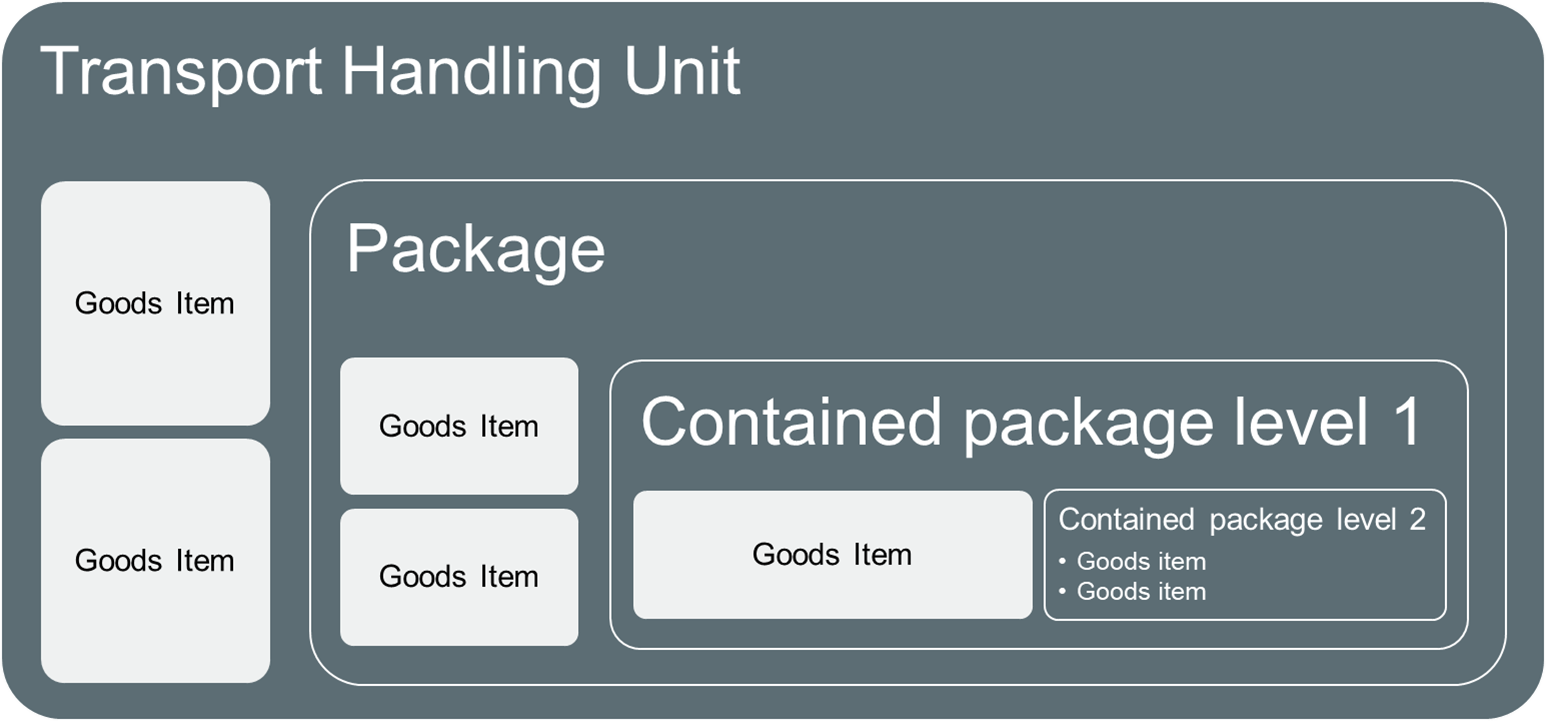 Transport Handling Unit
Goods Item
Goods Item
Package
Goods Item
Goods Item
Contained package level 1
Goods Item
Contained package level 2
• Goods item
• Goods item